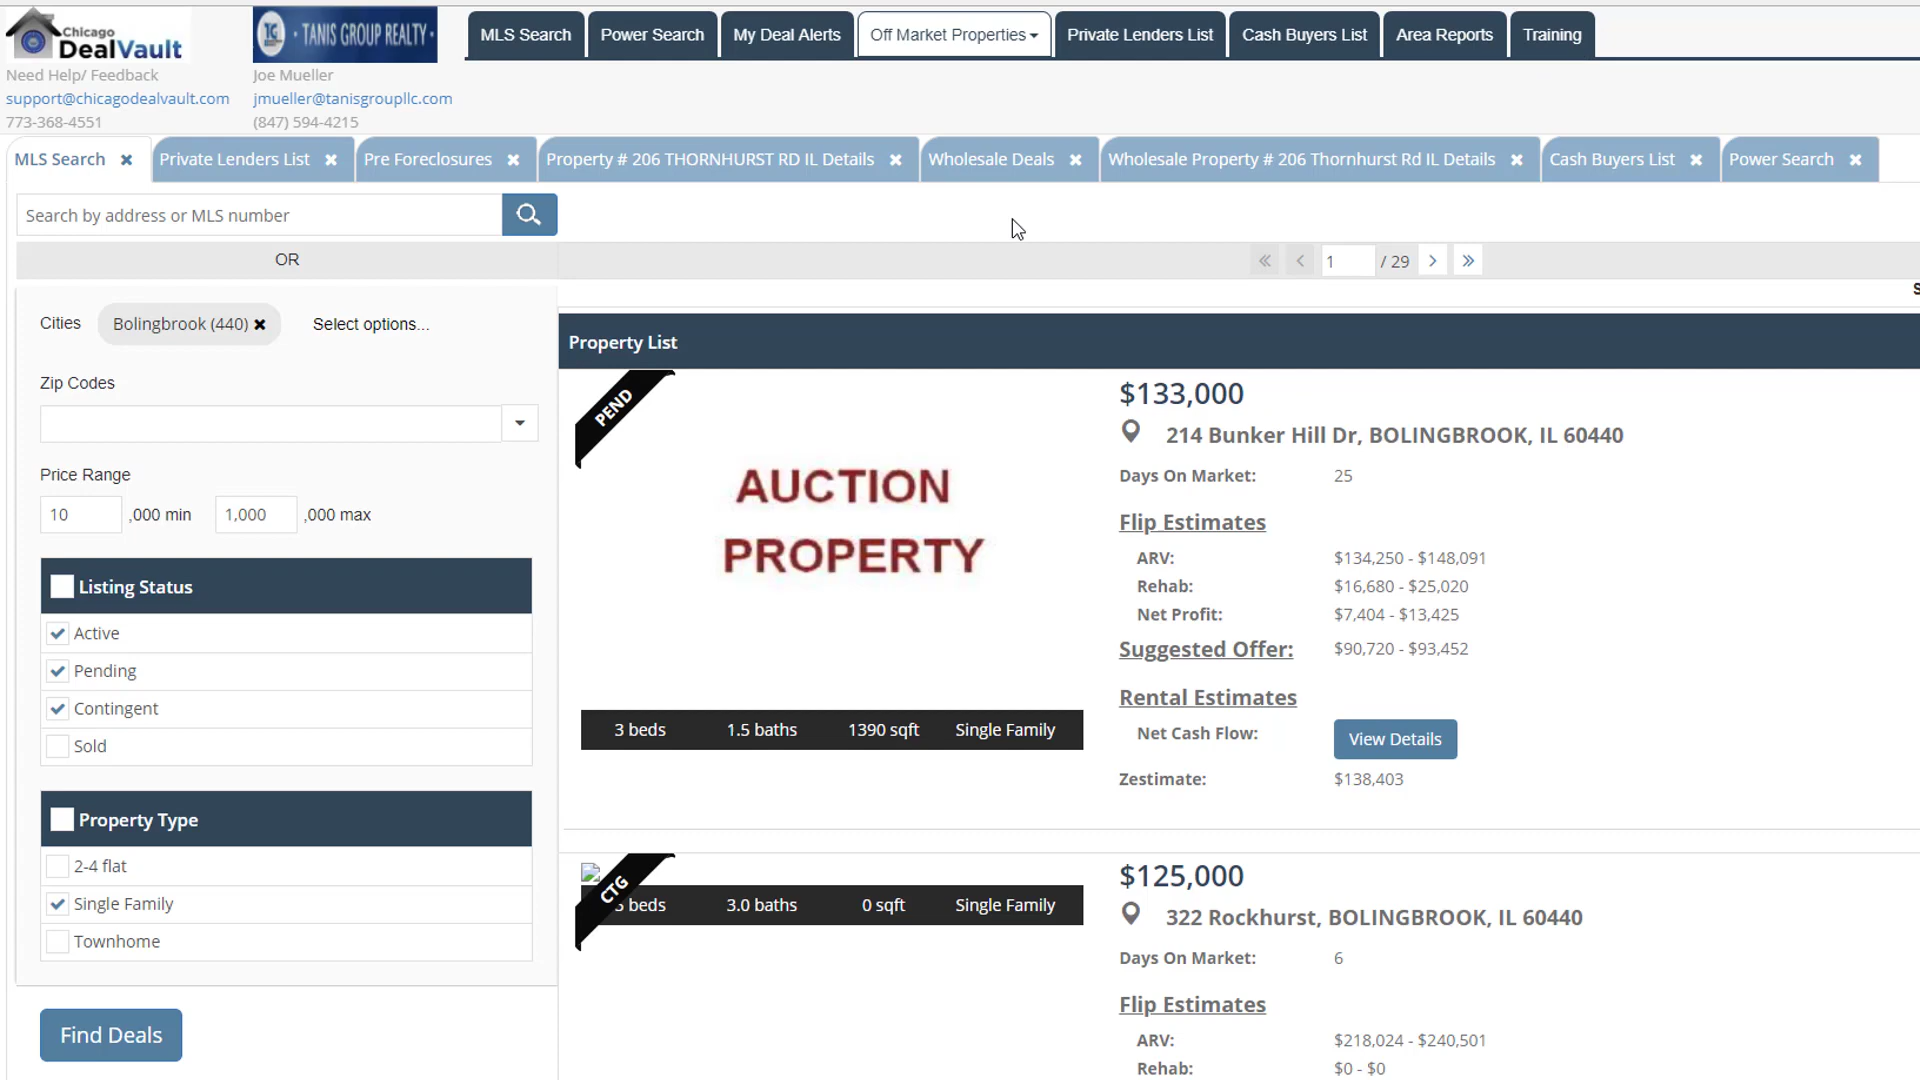 Chicago
DealVault
TG · TANIS GROUP REALTY ·
MLS Search Power Search My Deal Alerts Off Market Properties Private Lenders List Cash Buyers List Area Reports Training
Need Help/ Feedback
support@chicagodealvault.com
773-368-4551
Joe Mueller
jmueller@tanisgroupllc.com
(847) 594-4215
MLS Search Private Lenders List Pre Foreclosures Property # 206 THORNHURST RD IL Details Wholesale Deals Wholesale Property # 206 Thornhurst Rd IL Details Cash Buyers List Power Search
Search by address or MLS number
OR
1 / 29
Cities Bolingbrook (440) Select options...
Zip Codes
Price Range
10 ,000 min 1,000 ,000 max
Listing Status
Active
Pending
Contingent
Sold
Property Type
2-4 flat
Single Family
Townhome
Find Deals
Property List
PEND
AUCTION
PROPERTY
3 beds 1.5 baths 1390 sqft Single Family
$133,000
214 Bunker Hill Dr, BOLINGBROOK, IL 60440
Days On Market: 25
Flip Estimates
ARV: $134,250 - $148,091
Rehab: $16,680 - $25,020
Net Profit: $7,404 - $13,425
Suggested Offer: $90,720 - $93,452
Rental Estimates
Net Cash Flow: View Details
Zestimate: $138,403
CTG
beds 3.0 baths 0 sqft Single Family
$125,000
322 Rockhurst, BOLINGBROOK, IL 60440
Days On Market: 6
Flip Estimates
ARV: $218,024 - $240,501
Rehab: $0 - $0